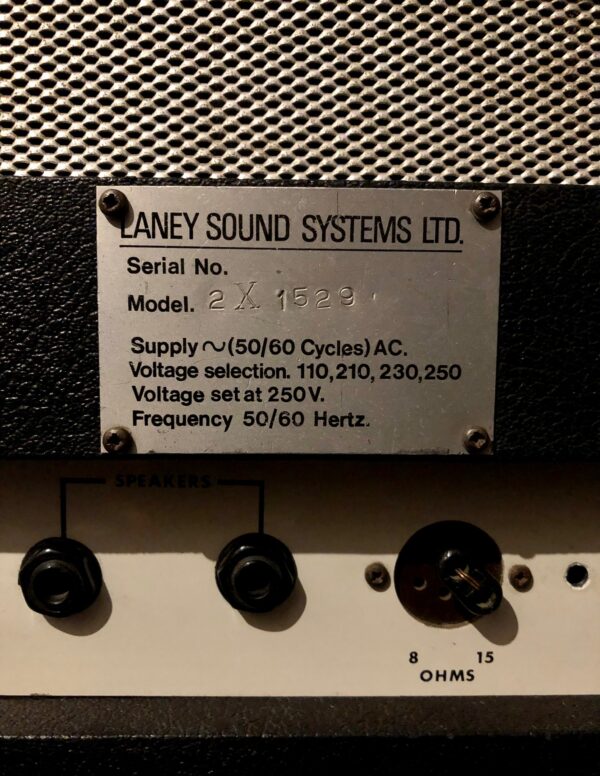 LANEY SOUND SYSTEMS LTD.
Serial No.
Model. 2 X 1529
Supply ~ (50/60 Cycles) AC.
Voltage selection. 110, 210, 230, 250
Voltage set at 250V.
Frequency 50/60 Hertz.
SPEAKERS
8 15
OHMS